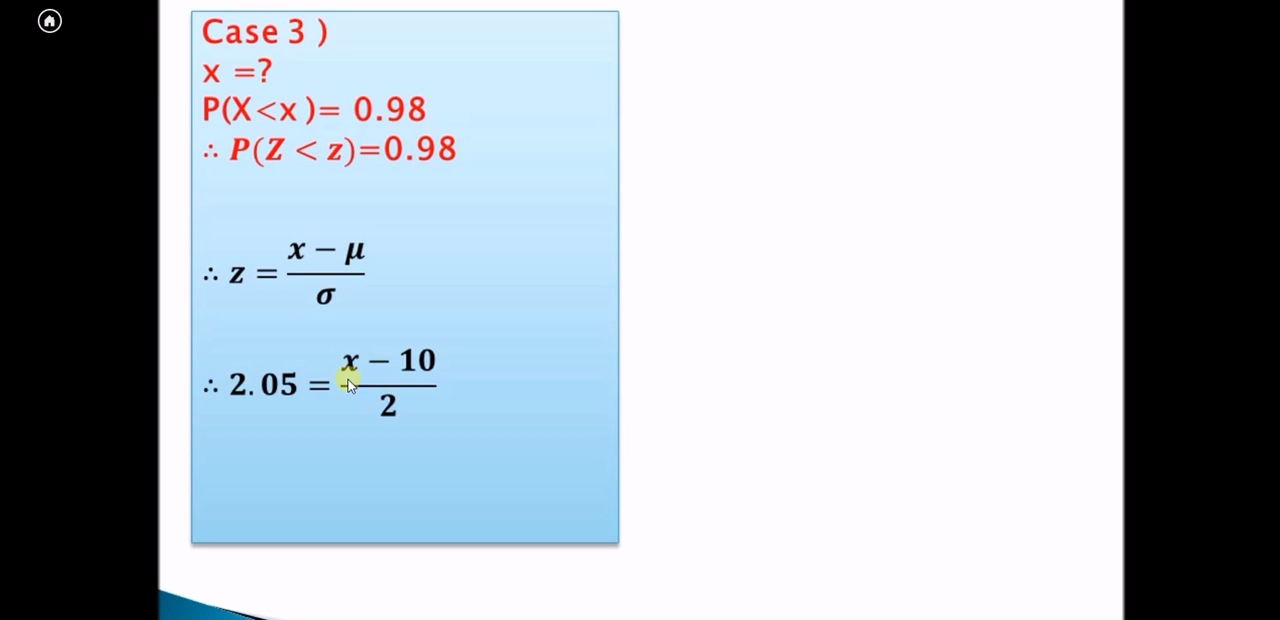 Case 3 )
x =?
P(X<x )= 0.98
∴ P(Z < z)=0.98
∴ z = (x − μ)/σ
∴ 2.05 = (x − 10)/2